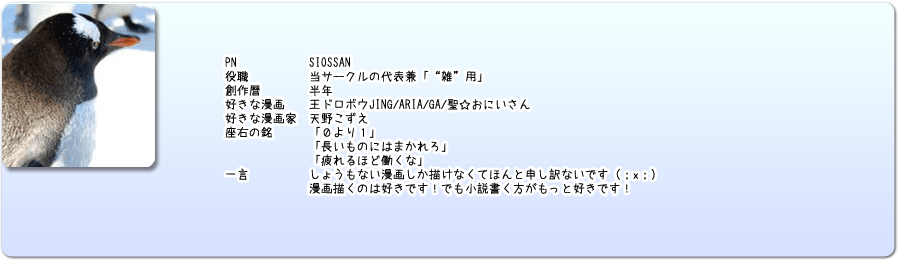 PN SIOSSAN
役職 当サークルの代表兼「“雑”用」
創作暦 半年
好きな漫画 王ドロボウJING/ARIA/GA/聖☆おにいさん
好きな漫画家 天野こずえ
座右の銘 「０より１」
「長いものにはまかれろ」
「疲れるほど働くな」
一言 しょうもない漫画しか描けなくてほんと申し訳ないです（；x；）
漫画描くのは好きです！でも小説書く方がもっと好きです！